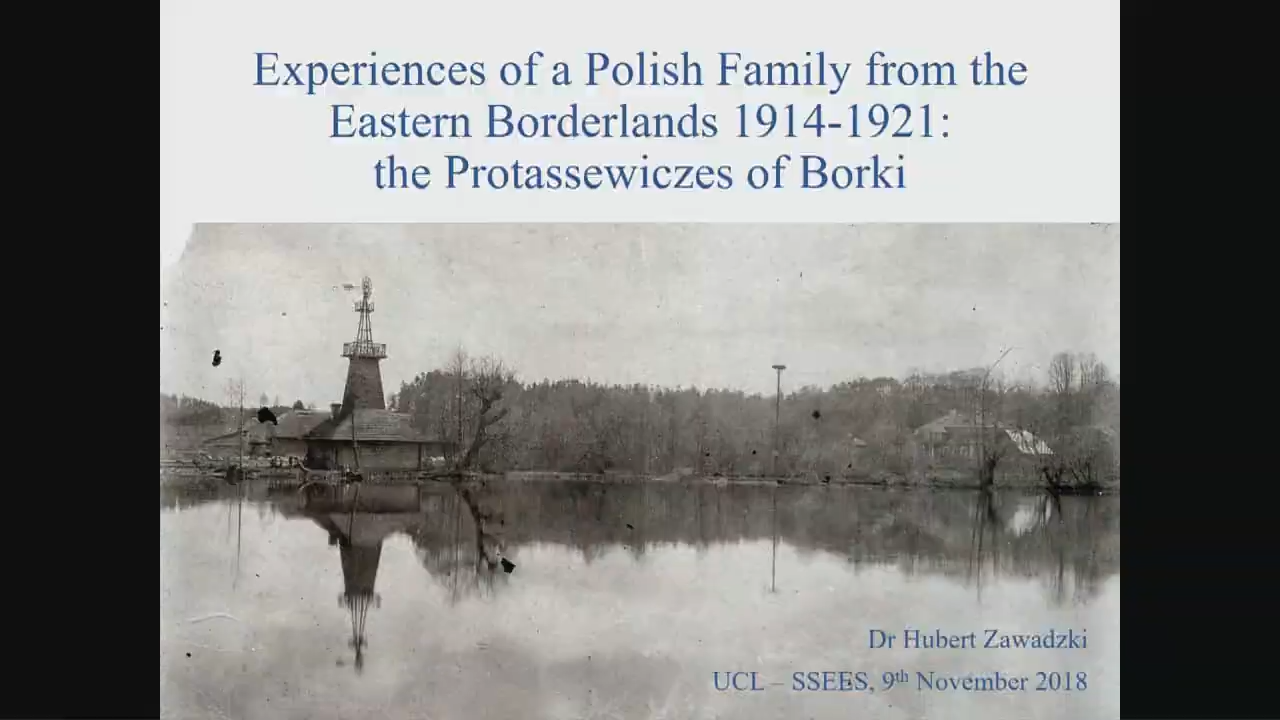 Experiences of a Polish Family from the
Eastern Borderlands 1914-1921:
the Protassewiczes of Borki
Dr Hubert Zawadzki
UCL – SSEES, 9th November 2018